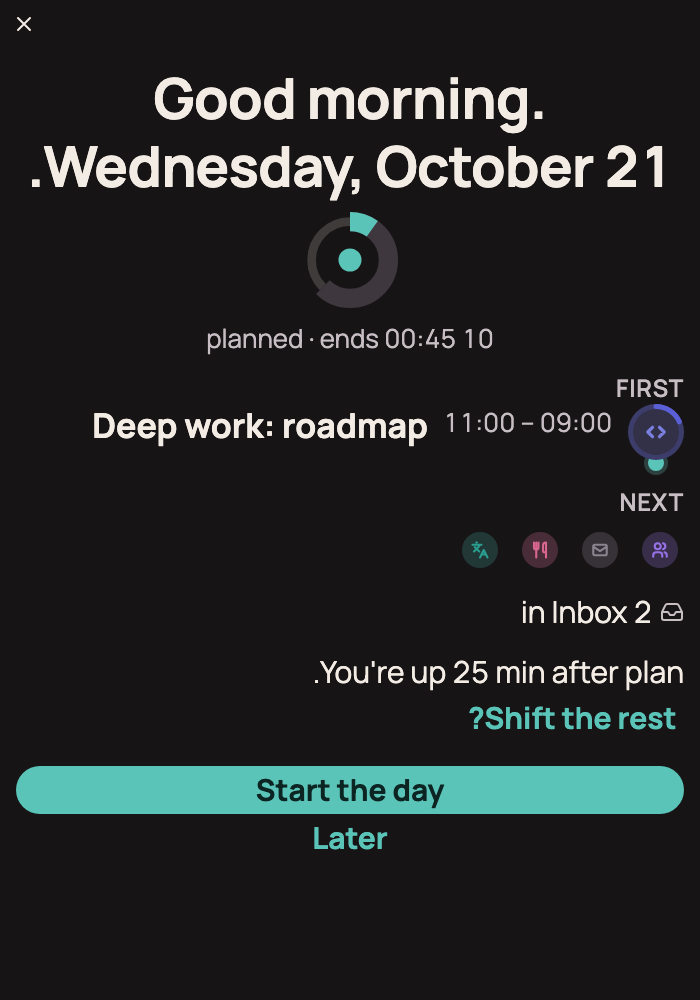 Good morning.
.Wednesday, October 21
planned · ends 00:45 10
FIRST
Deep work: roadmap 11:00 – 09:00
NEXT
in Inbox 2
.You're up 25 min after plan
?Shift the rest
Start the day
Later